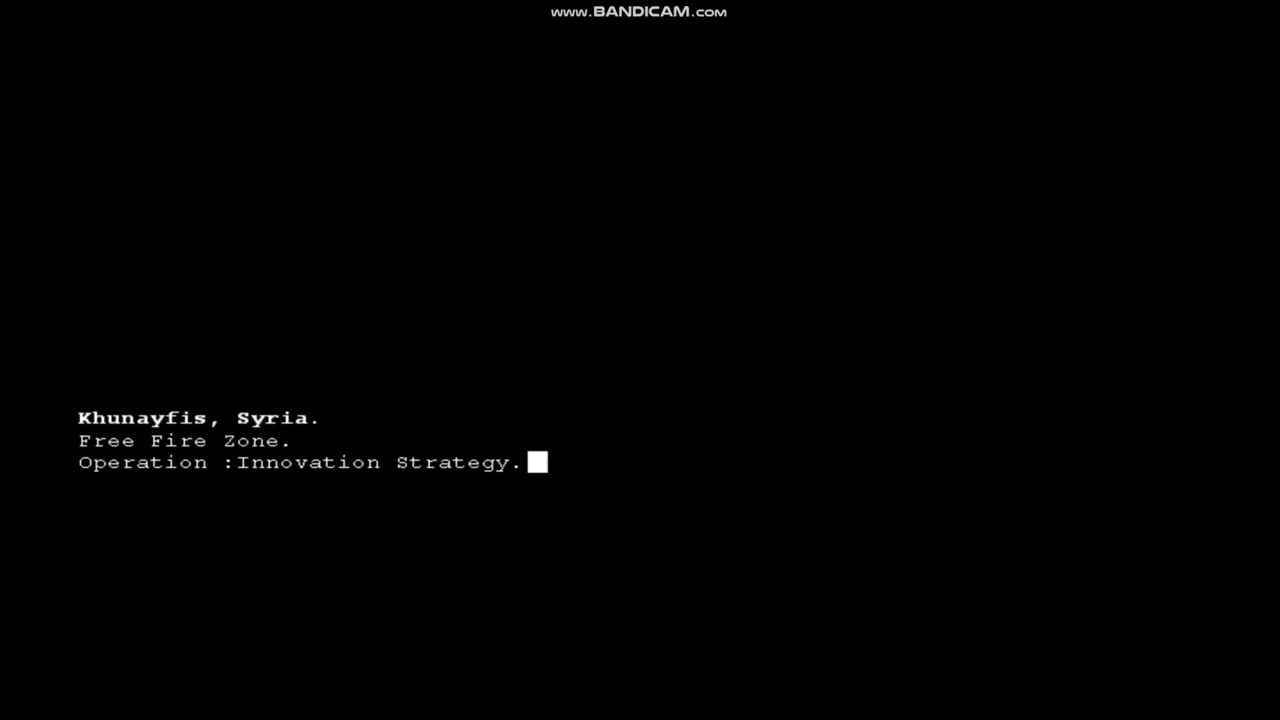 www.BANDICAM.com
Khunayfis, Syria.
Free Fire Zone.
Operation :Innovation Strategy.